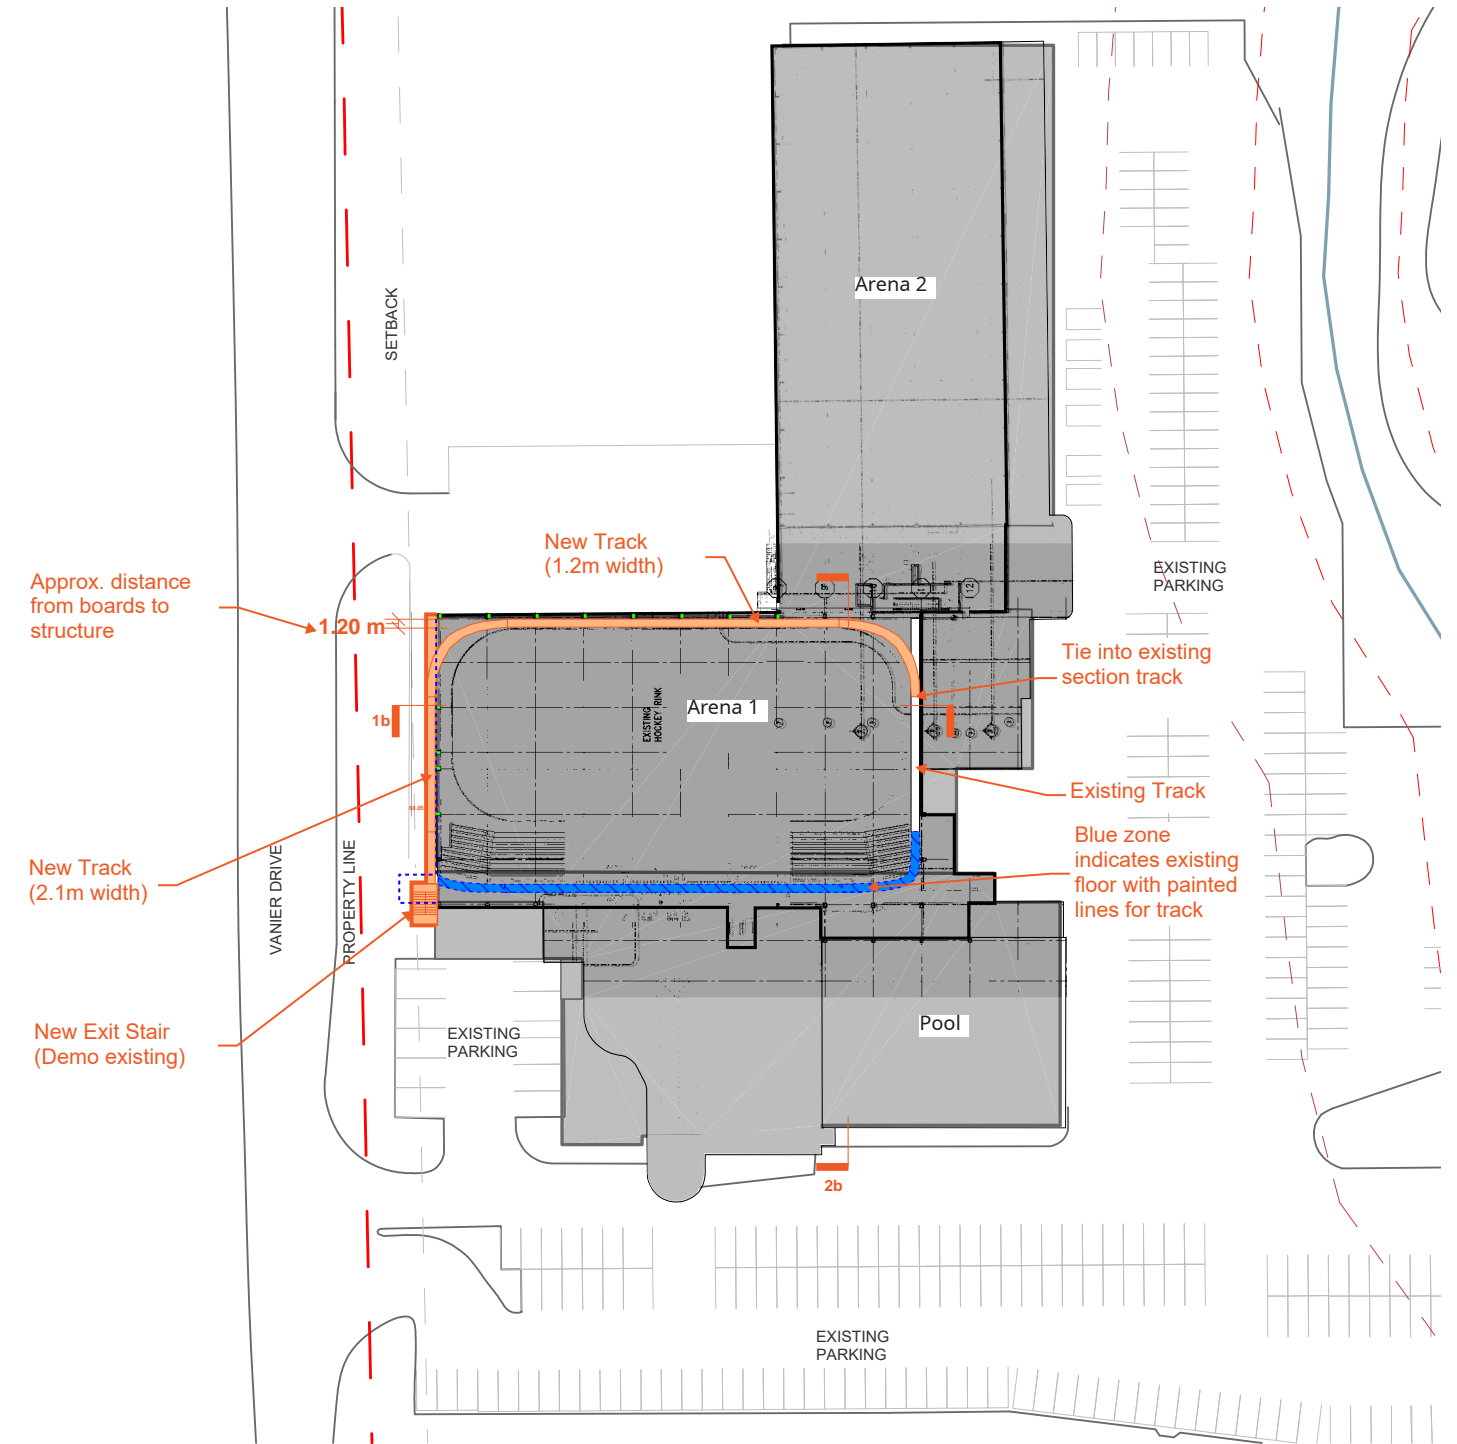 Arena 2
SETBACK
New Track
(1.2m width)
EXISTING
PARKING
Approx. distance
from boards to
structure
1.20 m
9
11
12
Tie into existing
section track
1b
Arena 1
EXISTING
HOCKEY RINK
Existing Track
Blue zone
indicates existing
floor with painted
lines for track
New Track
(2.1m width)
VANIER DRIVE
PROPERTY LINE
New Exit Stair
(Demo existing)
EXISTING
PARKING
Pool
2b
EXISTING
PARKING